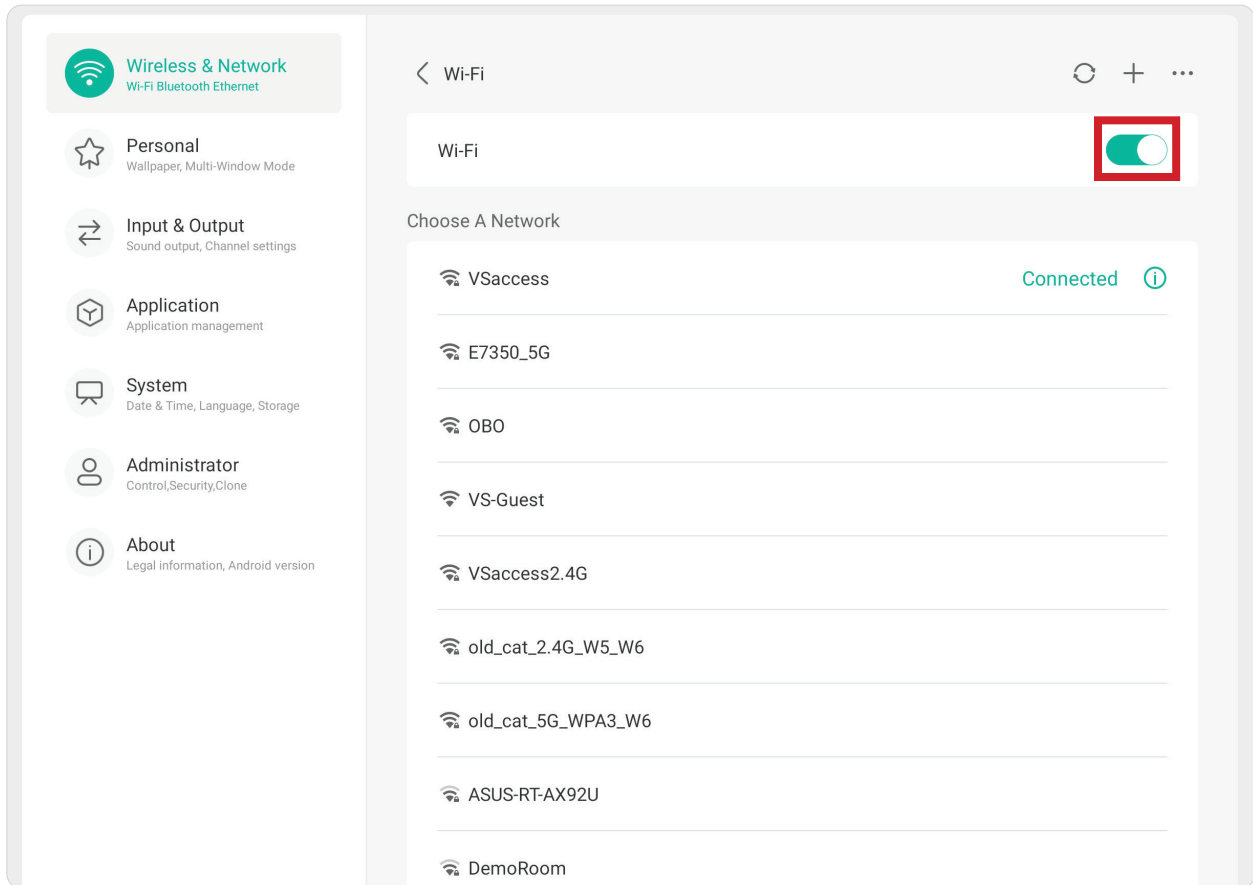 Wireless & Network
Wi-Fi Bluetooth Ethernet
Personal
Wallpaper, Multi-Window Mode
Input & Output
Sound output, Channel settings
Application
Application management
System
Date & Time, Language, Storage
Administrator
Control,Security,Clone
About
Legal information, Android version
Wi-Fi
Wi-Fi
Choose A Network
VSaccess Connected
E7350_5G
OBO
VS-Guest
VSaccess2.4G
old_cat_2.4G_W5_W6
old_cat_5G_WPA3_W6
ASUS-RT-AX92U
DemoRoom